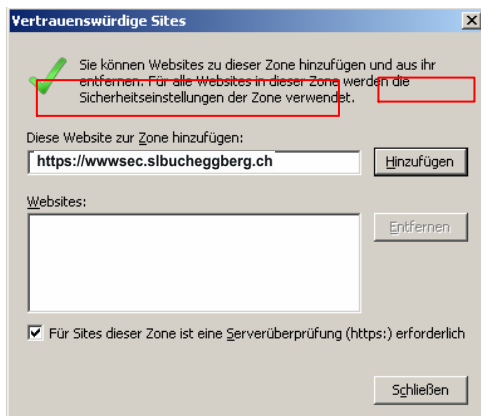 Vertrauenswürdige Sites
Sie können Websites zu dieser Zone hinzufügen und aus ihr
entfernen. Für alle Websites in dieser Zone werden die
Sicherheitseinstellungen der Zone verwendet.
Diese Website zur Zone hinzufügen:
https://wwwsec.slbucheggberg.ch
Hinzufügen
Websites:
Entfernen
Für Sites dieser Zone ist eine Serverüberprüfung (https:) erforderlich
Schließen